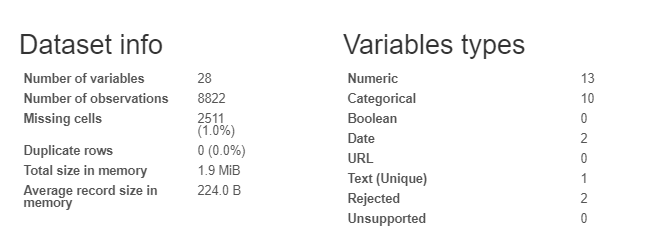 Dataset info
Number of variables 28
Number of observations 8822
Missing cells 2511
(1.0%)
Duplicate rows 0 (0.0%)
Total size in memory 1.9 MiB
Average record size in 224.0 B
memory
Variables types
Numeric 13
Categorical 10
Boolean 0
Date 2
URL 0
Text (Unique) 1
Rejected 2
Unsupported 0